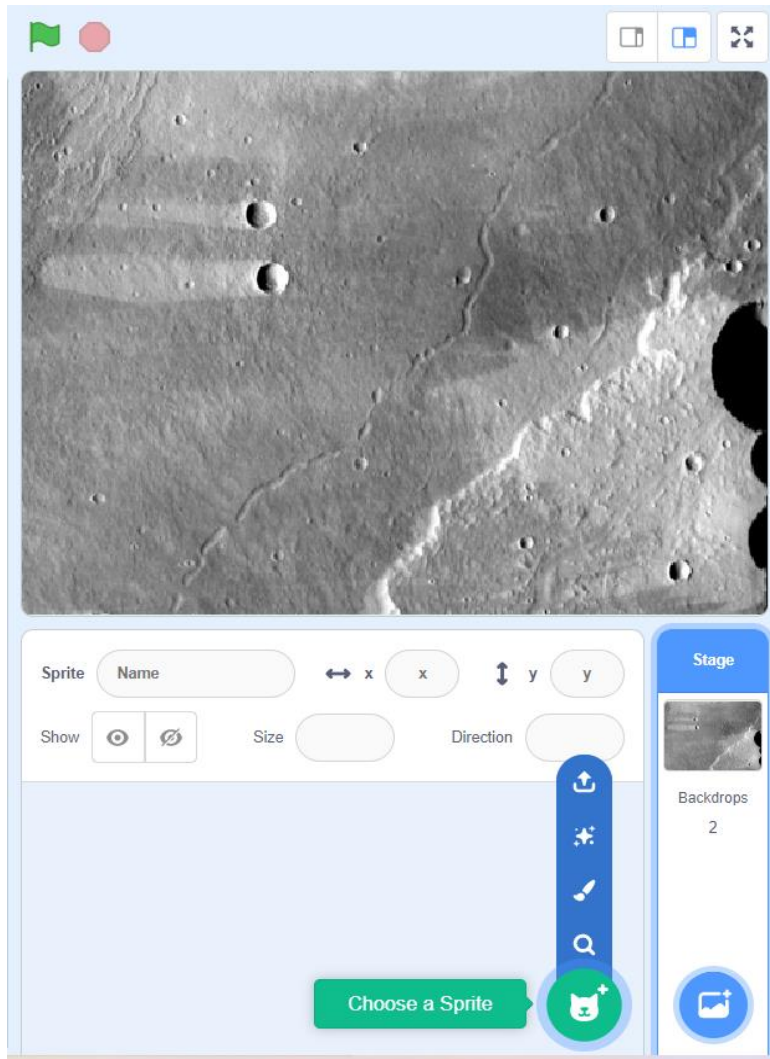 Stage
Sprite Name x x y y
Show Size Direction
Backdrops
2
Choose a Sprite